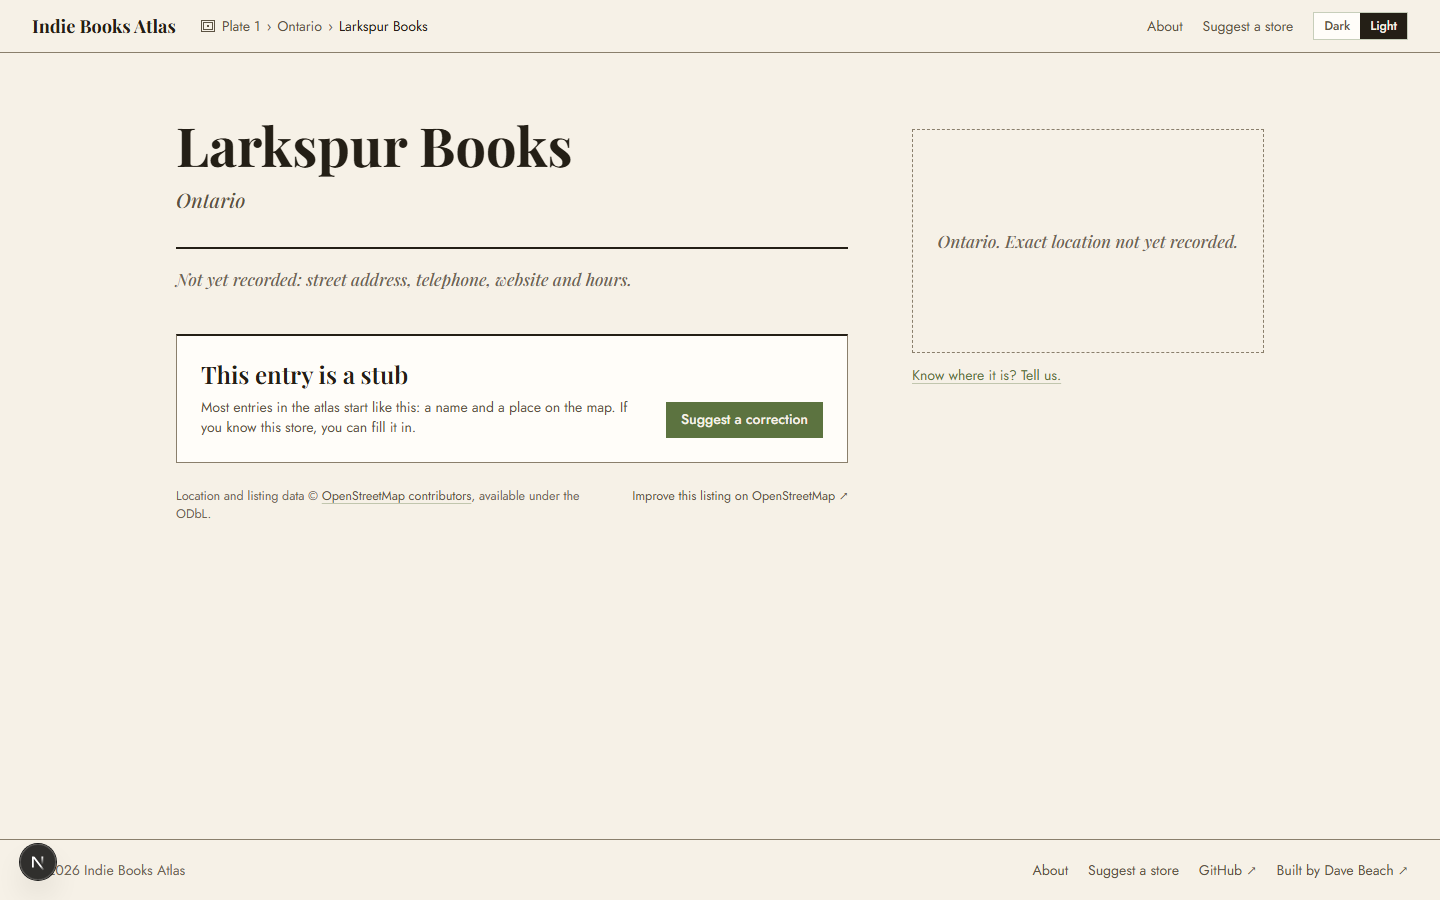 Indie Books Atlas
Plate 1 › Ontario › Larkspur Books
About
Suggest a store
Dark
Light
Larkspur Books
Ontario
Not yet recorded: street address, telephone, website and hours.
This entry is a stub
Most entries in the atlas start like this: a name and a place on the map. If
you know this store, you can fill it in.
Suggest a correction
Location and listing data © OpenStreetMap contributors, available under the
ODbL.
Improve this listing on OpenStreetMap ↗
Ontario. Exact location not yet recorded.
Know where it is? Tell us.
N
2026 Indie Books Atlas
About
Suggest a store
GitHub ↗
Built by Dave Beach ↗